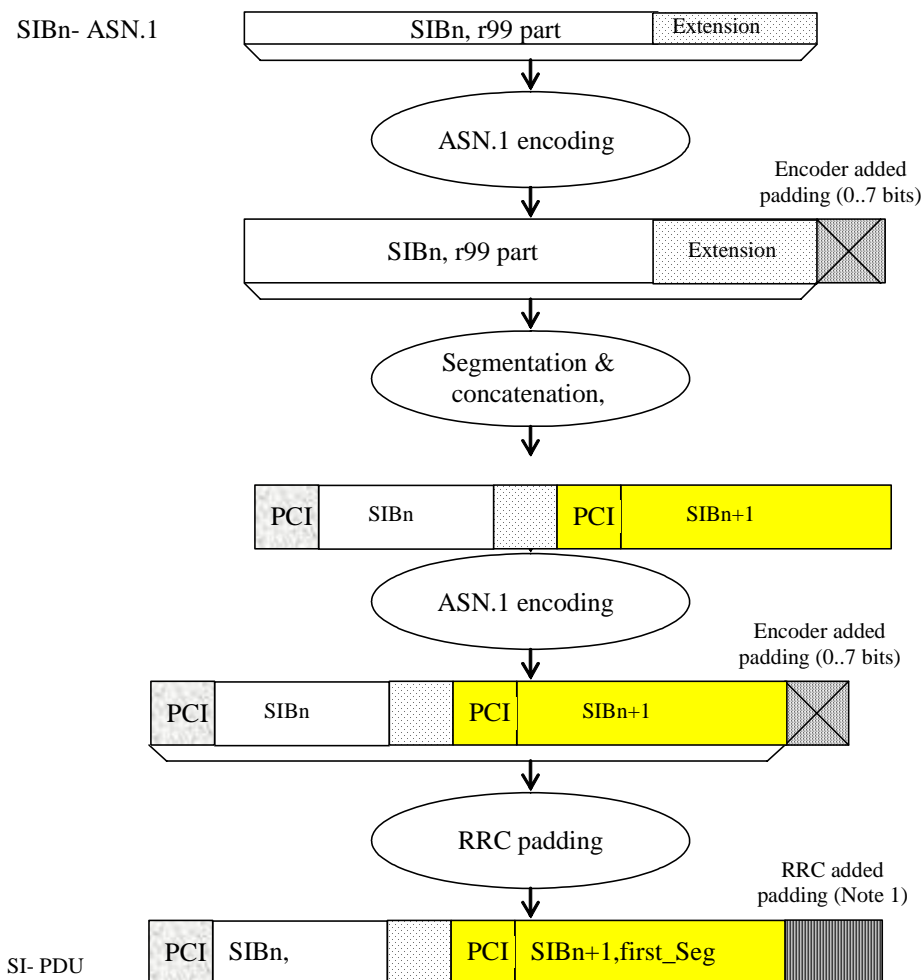 SIBn- ASN.1
SIBn, r99 part
Extension
ASN.1 encoding
Encoder added
padding (0..7 bits)
SIBn, r99 part
Extension
Segmentation &
concatenation,
PCI
SIBn
PCI
SIBn+1
ASN.1 encoding
Encoder added
padding (0..7 bits)
PCI
SIBn
PCI
SIBn+1
RRC padding
RRC added
padding (Note 1)
SI- PDU
PCI
SIBn,
PCI
SIBn+1,first_Seg